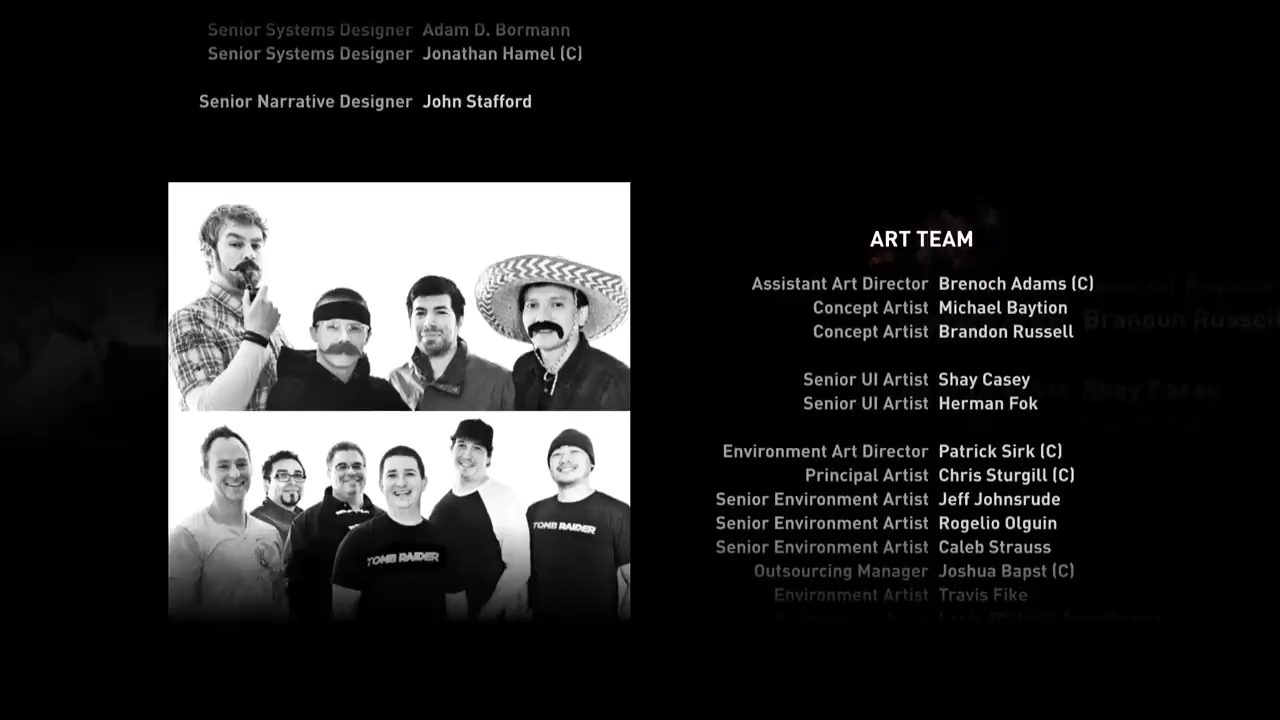 Senior Systems Designer Adam D. Bormann
Senior Systems Designer Jonathan Hamel (C)
Senior Narrative Designer John Stafford
ART TEAM
Assistant Art Director Brenoch Adams (C)
Concept Artist Michael Baytion
Concept Artist Brandon Russell
Senior UI Artist Shay Casey
Senior UI Artist Herman Fok
Environment Art Director Patrick Sirk (C)
Principal Artist Chris Sturgill (C)
Senior Environment Artist Jeff Johnsrude
Senior Environment Artist Rogelio Olguin
Senior Environment Artist Caleb Strauss
Outsourcing Manager Joshua Bapst (C)
Environment Artist Travis Fike
TOMB RAIDER
TOMB RAIDER
Brandon Russell
Shay Casey